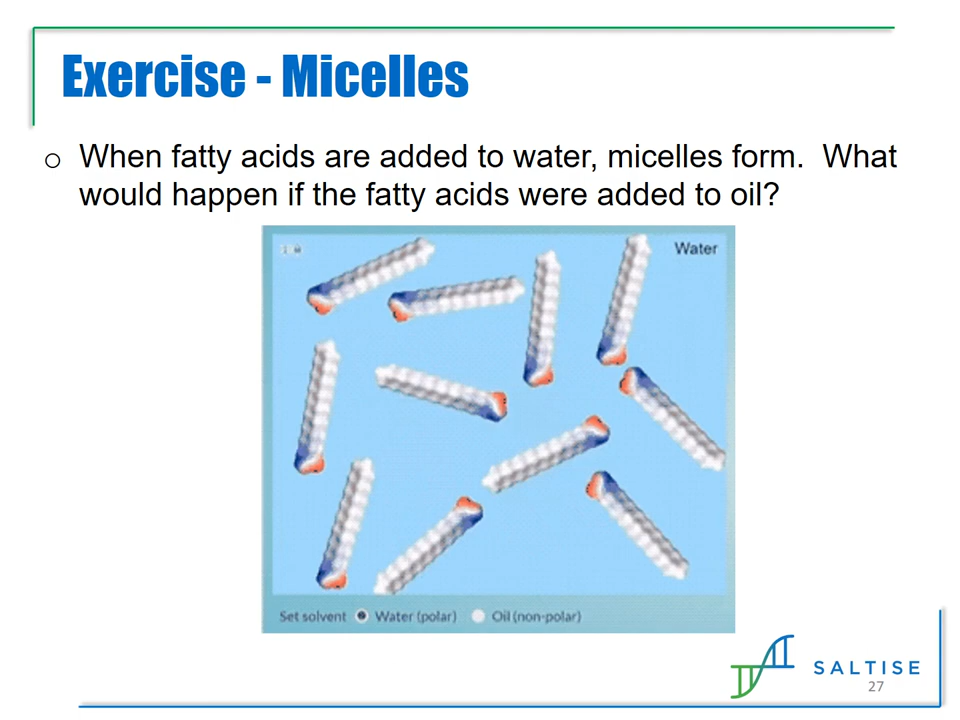 Exercise - Micelles
o When fatty acids are added to water, micelles form. What
would happen if the fatty acids were added to oil?
Water
Set solvent Water (polar) Oil (non-polar)
SALTISE
27